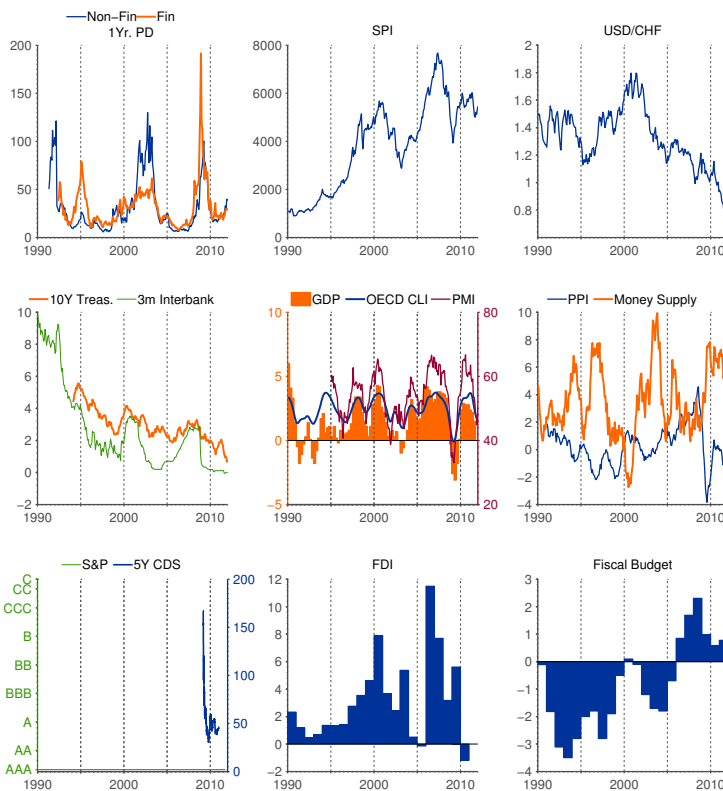 Non−Fin Fin
1Yr. PD
200
150
100
50
0
1990 2000 2010
SPI
8000
6000
4000
2000
0
1990 2000 2010
USD/CHF
2
1.8
1.6
1.4
1.2
1
0.8
1990 2000 2010
10Y Treas. 3m Interbank
10
8
6
4
2
0
−2
1990 2000 2010
GDP OECD CLI PMI
10 80
5 60
0 40
−5 20
1990 2000 2010
PPI Money Supply
10
8
6
4
2
0
−2
−4
1990 2000 2010
S&P 5Y CDS
C 200
CC
CCC
150
B
BB 100
BBB
A 50
AA
AAA 0
1990 2000 2010
FDI
12
10
8
6
4
2
0
−2
1990 2000 2010
Fiscal Budget
3
2
1
0
−1
−2
−3
−4
1990 2000 2010